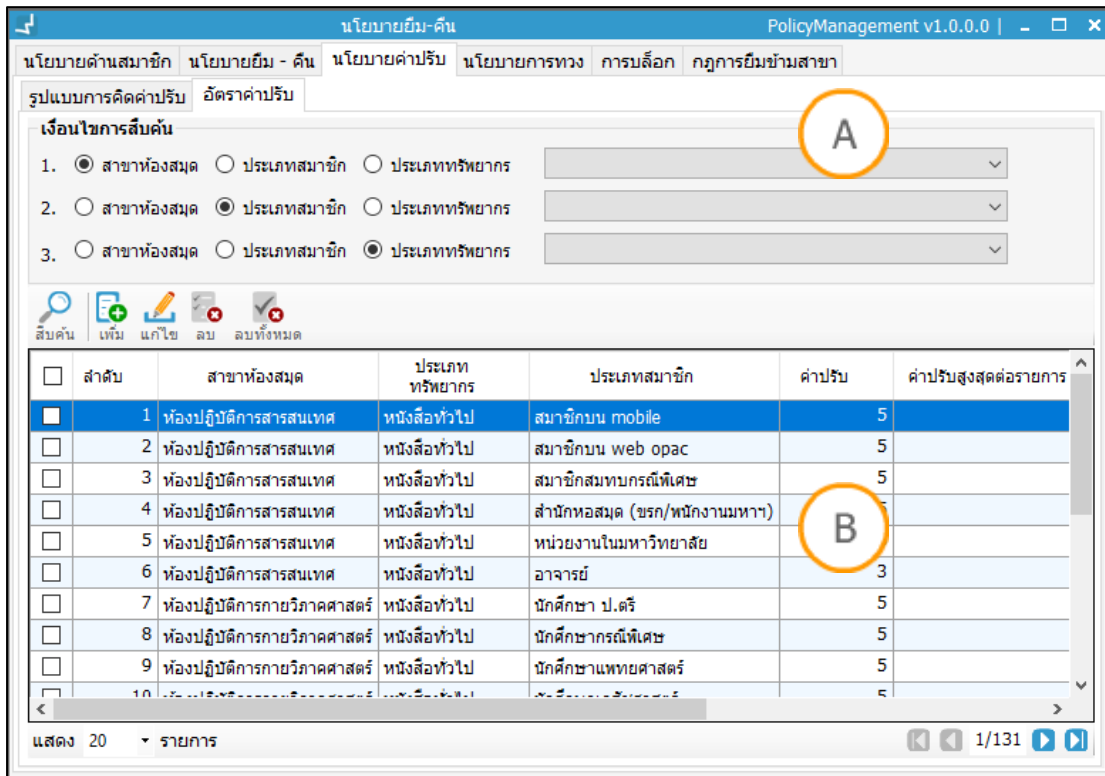 นโยบายยืม-คืน PolicyManagement v1.0.0.0 |
นโยบายด้านสมาชิก นโยบายยืม - คืน นโยบายค่าปรับ นโยบายการทวง การบล็อก กฎการยืมข้ามสาขา
รูปแบบการคิดค่าปรับ อัตราค่าปรับ
เงื่อนไขการสืบค้น
A
1. สาขาห้องสมุด ประเภทสมาชิก ประเภททรัพยากร
2. สาขาห้องสมุด ประเภทสมาชิก ประเภททรัพยากร
3. สาขาห้องสมุด ประเภทสมาชิก ประเภททรัพยากร
สืบค้น เพิ่ม แก้ไข ลบ ลบทั้งหมด
ลำดับ สาขาห้องสมุด ประเภททรัพยากร ประเภทสมาชิก ค่าปรับ ค่าปรับสูงสุดต่อรายการ
1 ห้องปฏิบัติการสารสนเทศ หนังสือทั่วไป สมาชิกบน mobile 5
2 ห้องปฏิบัติการสารสนเทศ หนังสือทั่วไป สมาชิกบน web opac 5
3 ห้องปฏิบัติการสารสนเทศ หนังสือทั่วไป สมาชิกสมทบกรณีพิเศษ 5
4 ห้องปฏิบัติการสารสนเทศ หนังสือทั่วไป สำนักหอสมุด (ขรก/พนักงานมหาฯ)
B
5 ห้องปฏิบัติการสารสนเทศ หนังสือทั่วไป หน่วยงานในมหาวิทยาลัย
6 ห้องปฏิบัติการสารสนเทศ หนังสือทั่วไป อาจารย์ 3
7 ห้องปฏิบัติการกายวิภาคศาสตร์ หนังสือทั่วไป นักศึกษา ป.ตรี 5
8 ห้องปฏิบัติการกายวิภาคศาสตร์ หนังสือทั่วไป นักศึกษากรณีพิเศษ 5
9 ห้องปฏิบัติการกายวิภาคศาสตร์ หนังสือทั่วไป นักศึกษาแพทยศาสตร์ 5
10
แสดง 20 รายการ 1/131